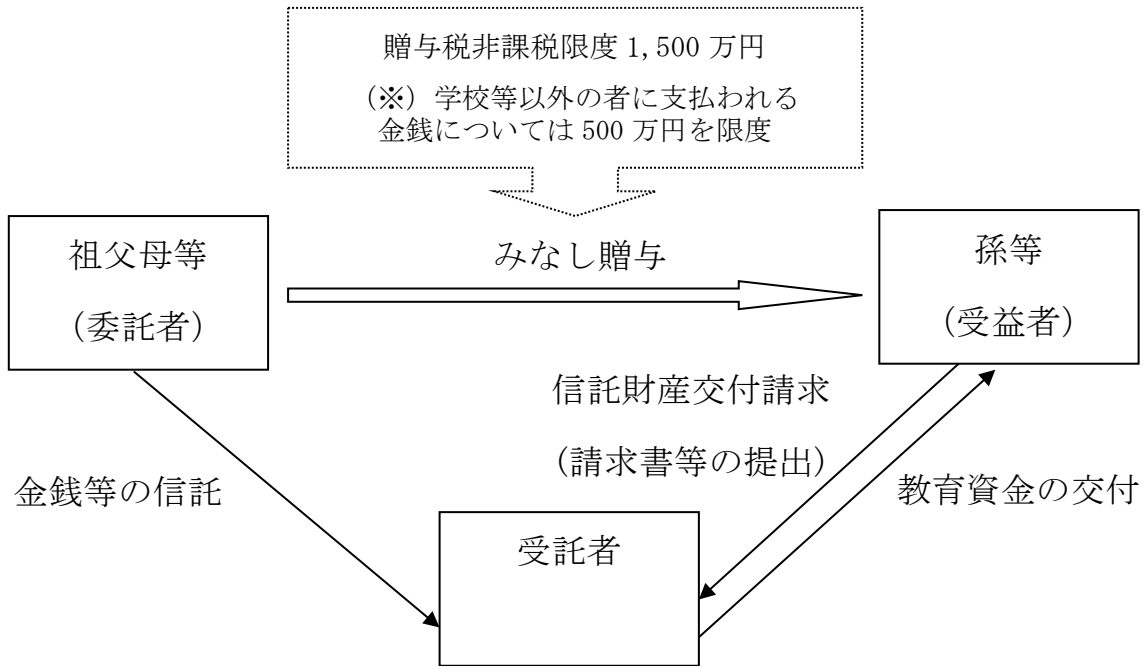 贈与税非課税限度 1,500 万円
(※) 学校等以外の者に支払われる
金銭については 500 万円を限度
祖父母等
(委託者)
みなし贈与
孫等
(受益者)
信託財産交付請求
(請求書等の提出)
金銭等の信託
教育資金の交付
受託者